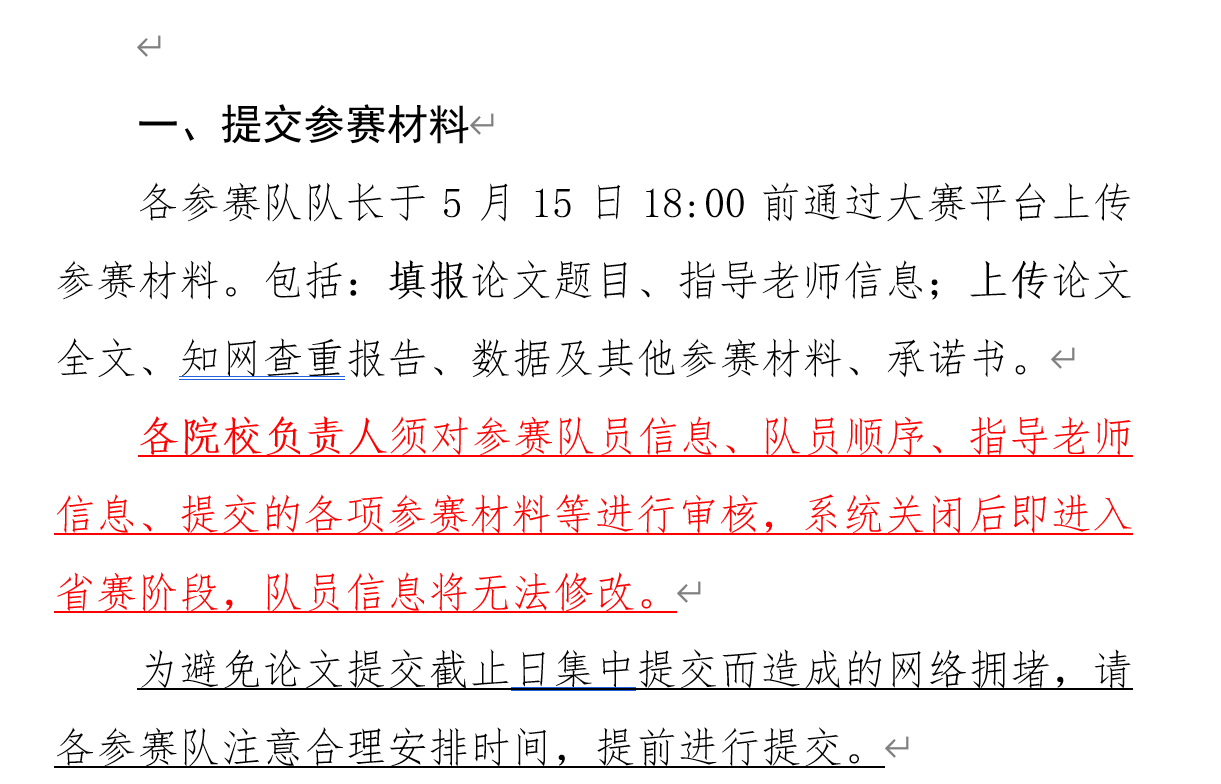 一、提交参赛材料
各参赛队队长于 5 月 15 日 18:00 前通过大赛平台上传
参赛材料。包括：填报论文题目、指导老师信息；上传论文
全文、知网查重报告、数据及其他参赛材料、承诺书。
各院校负责人须对参赛队员信息、队员顺序、指导老师
信息、提交的各项参赛材料等进行审核，系统关闭后即进入
省赛阶段，队员信息将无法修改。
为避免论文提交截止日集中提交而造成的网络拥堵，请
各参赛队注意合理安排时间，提前进行提交。